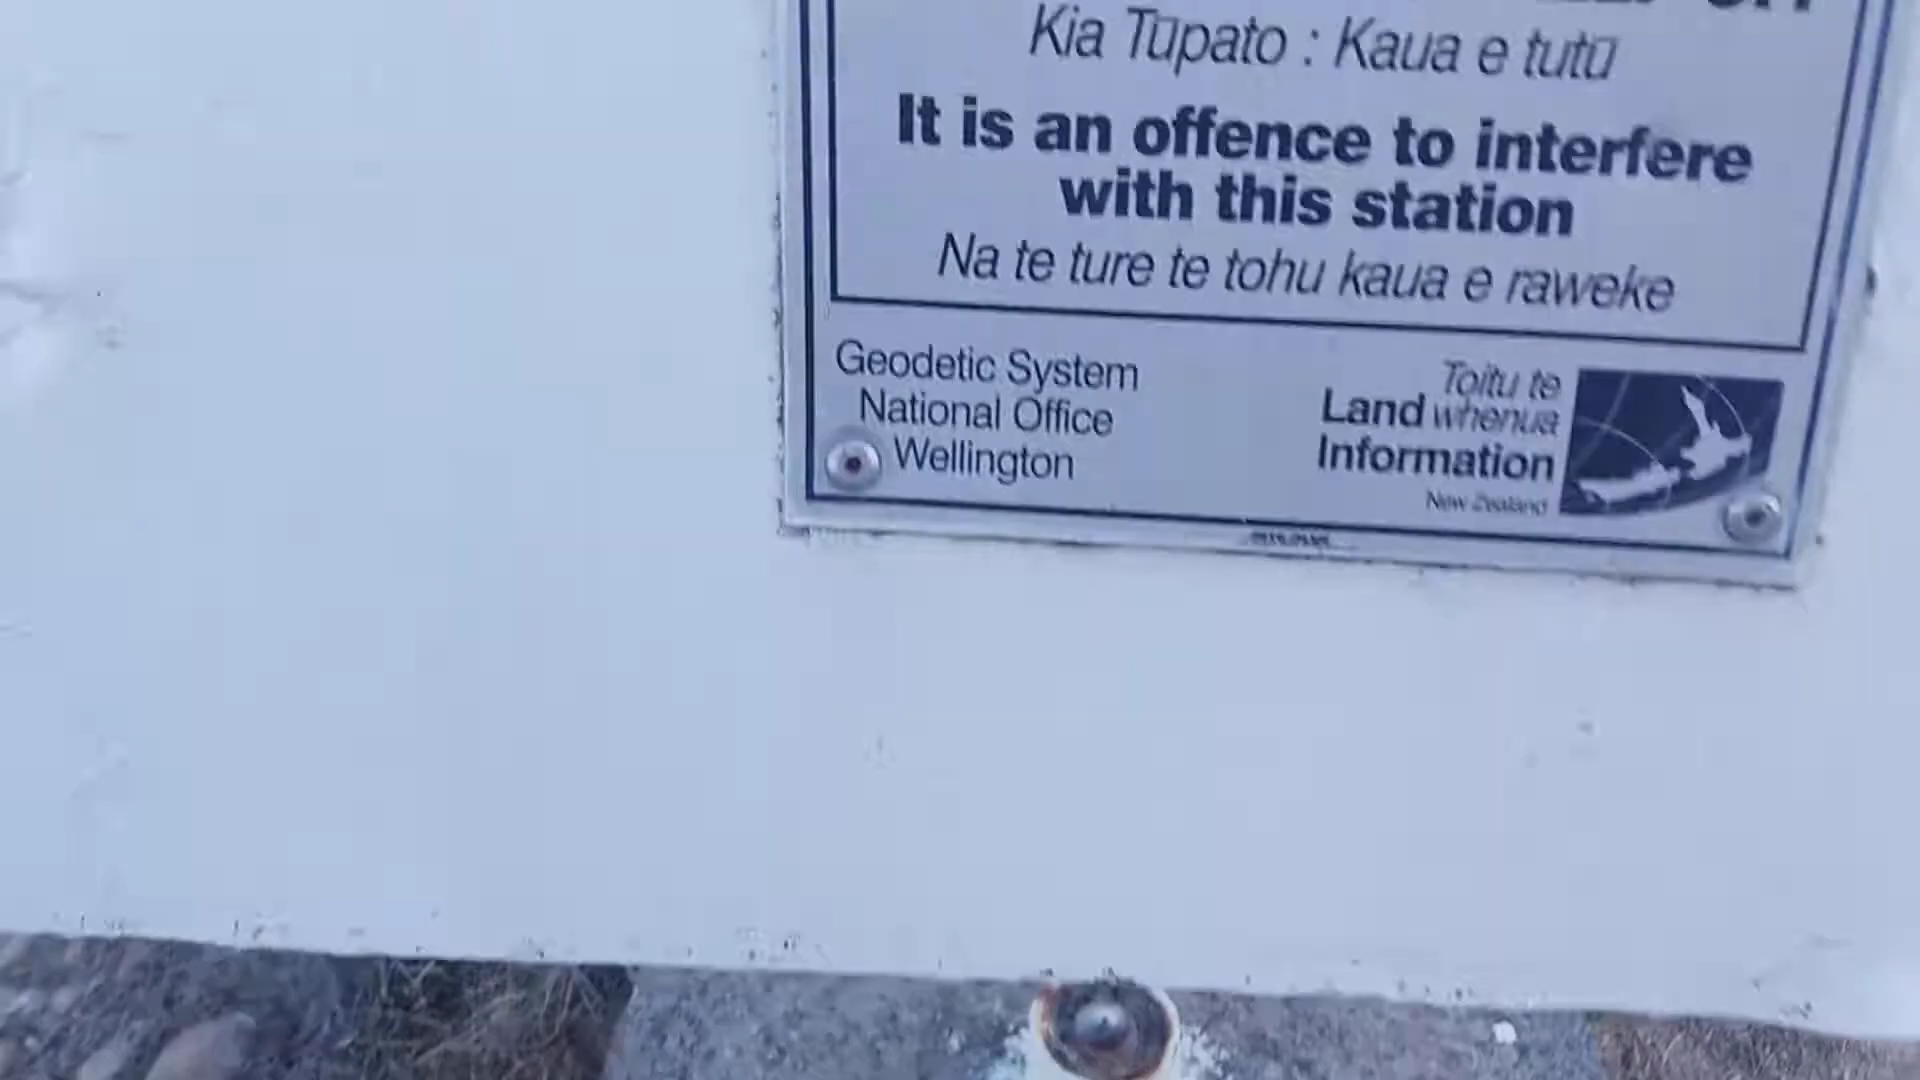 Kia Tūpato : Kaua e tutū
It is an offence to interfere
with this station
Na te ture te tohu kaua e raweke
Geodetic System
National Office
Wellington
Toitu te
Land whenua
Information
New Zealand